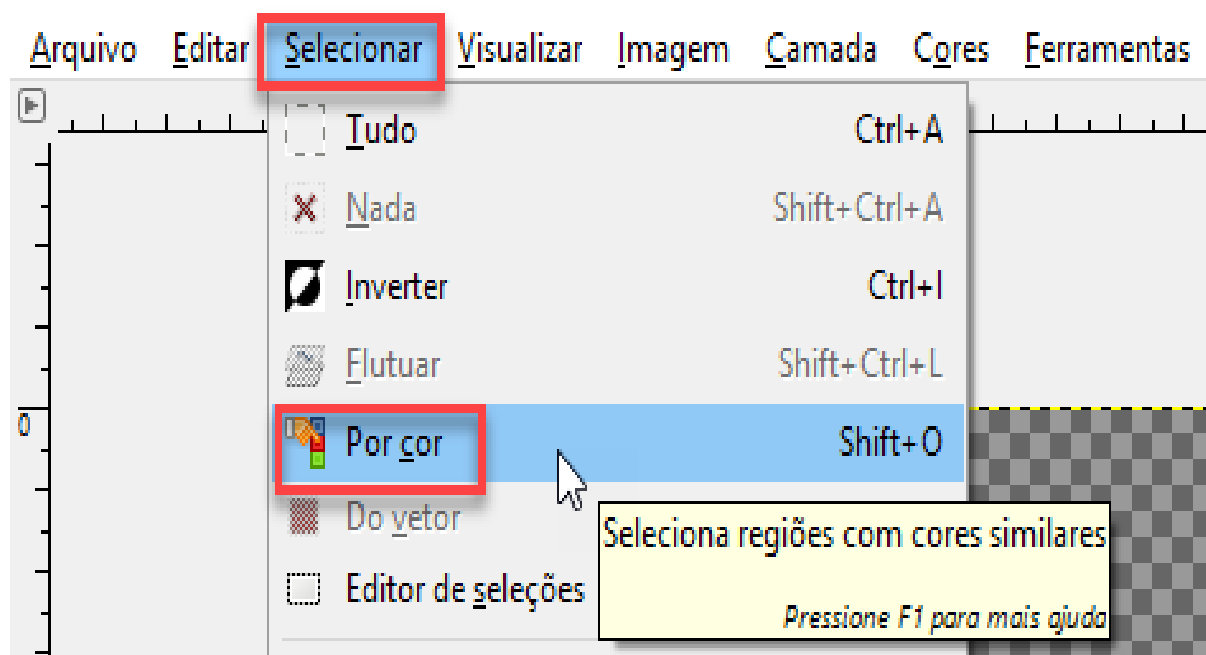 Arquivo Editar Selecionar Visualizar Imagem Camada Cores Ferramentas
Tudo Ctrl+A
Nada Shift+Ctrl+A
Inverter Ctrl+I
Flutuar Shift+Ctrl+L
0
Por cor Shift+O
Do vetor
Seleciona regiões com cores similares
Editor de seleções
Pressione F1 para mais ajuda